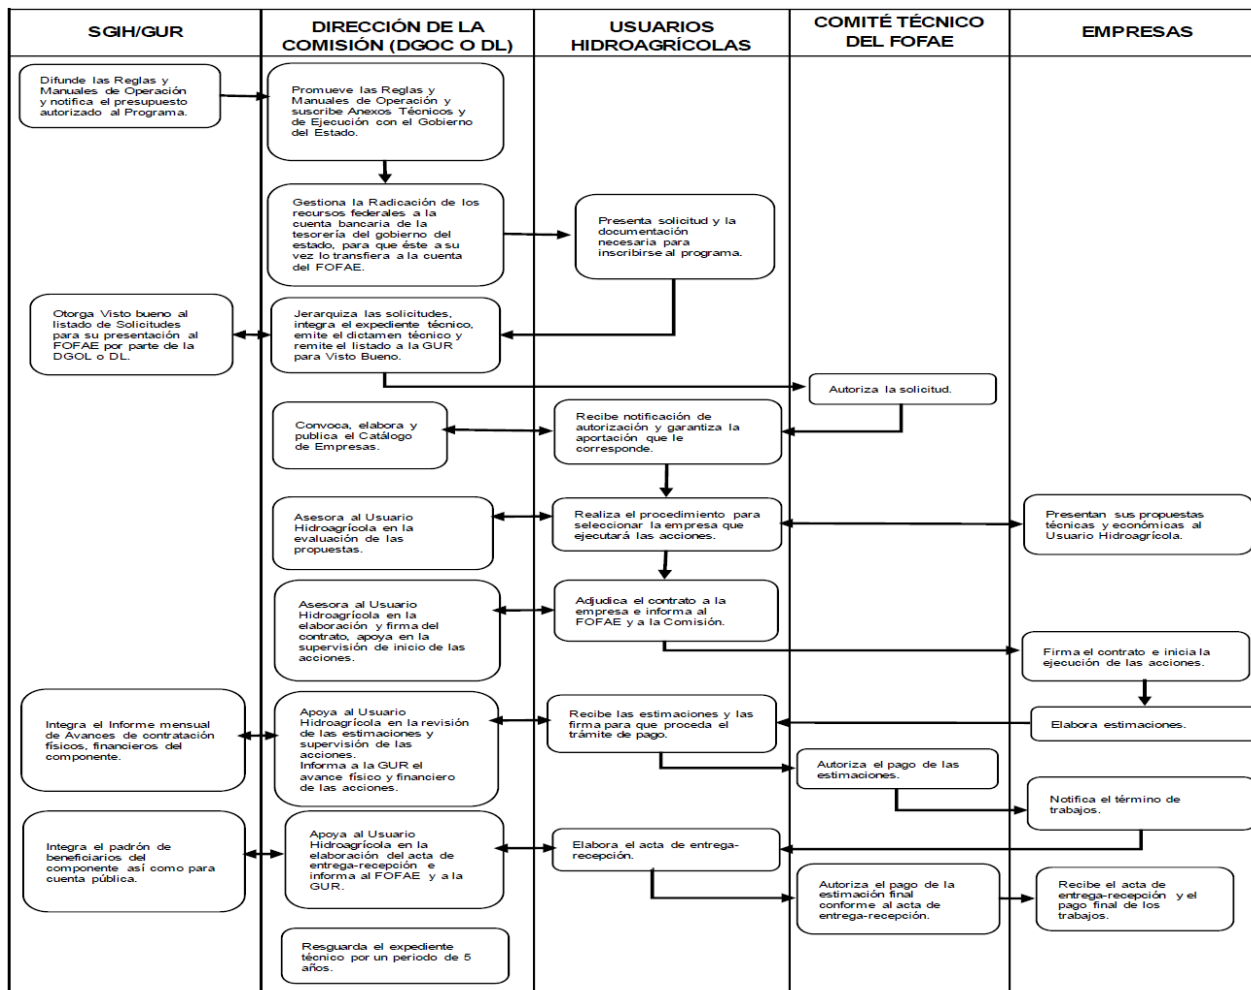 SGIH/GUR
DIRECCIÓN DE LA
COMISIÓN (DGOC O DL)
USUARIOS
HIDROAGRÍCOLAS
COMITÉ TÉCNICO
DEL FOFAE
EMPRESAS
Difunde las Reglas y
Manuales de Operación
y notifica el presupuesto
autorizado al Programa.
Promueve las Reglas y
Manuales de Operación y
suscribe Anexos Técnicos y
de Ejecución con el Gobierno
del Estado.
Gestiona la Radicación de los
recursos federales a la
cuenta bancaria de la
tesorería del gobierno del
estado, para que éste a su
vez lo transfiera a la cuenta
del FOFAE.
Presenta solicitud y la
documentación
necesaria para
inscribirse al programa.
Otorga Visto bueno al
listado de Solicitudes
para su presentación al
FOFAE por parte de la
DGOL o DL.
Jerarquiza las solicitudes,
integra el expediente técnico,
emite el dictamen técnico y
remite el listado a la GUR
para Visto Bueno.
Autoriza la solicitud.
Convoca, elabora y
publica el Catálogo
de Empresas.
Recibe notificación de
autorización y garantiza la
aportación que le
corresponde.
Asesora al Usuario
Hidroagrícola en la
evaluación de las
propuestas.
Realiza el procedimiento para
seleccionar la empresa que
ejecutará las acciones.
Presentan sus propuestas
técnicas y económicas al
Usuario Hidroagrícola.
Asesora al Usuario
Hidroagrícola en la
elaboración y firma del
contrato, apoya en la
supervisión de inicio de las
acciones.
Adjudica el contrato a la
empresa e informa al
FOFAE y a la Comisión.
Firma el contrato e inicia la
ejecución de las acciones.
Integra el Informe mensual
de Avances de contratación
físicos, financieros del
componente.
Apoya al Usuario
Hidroagrícola en la revisión
de las estimaciones y
supervisión de las
acciones.
Informa a la GUR el
avance físico y financiero
de las acciones.
Recibe las estimaciones y las
firma para que proceda el
trámite de pago.
Elabora estimaciones.
Autoriza el pago de las
estimaciones.
Notifica el término de
trabajos.
Integra el padrón de
beneficiarios del
componente así como para
cuenta pública.
Apoya al Usuario
Hidroagrícola en la
elaboración del acta de
entrega-recepción e
informa al FOFAE y a la
GUR.
Elabora el acta de entrega-
recepción.
Autoriza el pago de la
estimación final
conforme al acta de
entrega-recepción.
Recibe el acta de
entrega-recepción y el
pago final de los
trabajos.
Resguarda el expediente
técnico por un periodo de 5
años.